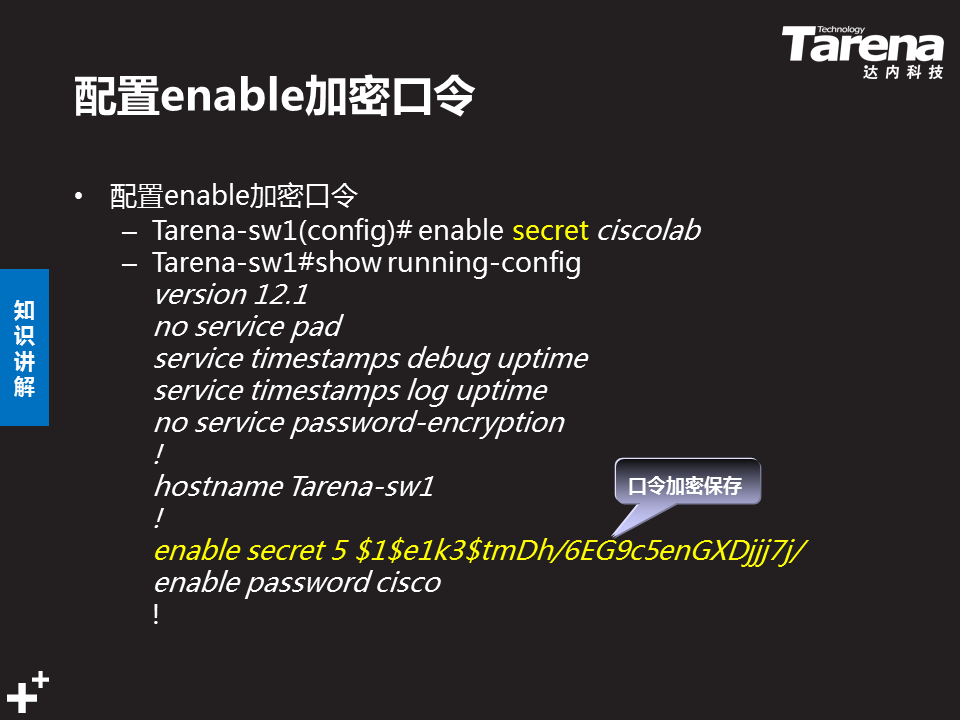 Technology
Tarena
达内科技
配置enable加密口令
• 配置enable加密口令
– Tarena-sw1(config)# enable secret ciscolab
– Tarena-sw1#show running-config
version 12.1
no service pad
service timestamps debug uptime
service timestamps log uptime
no service password-encryption
!
hostname Tarena-sw1
!
口令加密保存
enable secret 5 $1$e1k3$tmDh/6EG9c5enGXDjjj7j/
enable password cisco
!
知
识
讲
解